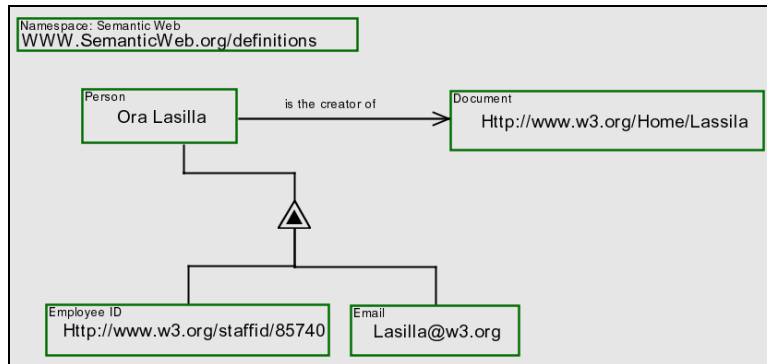 Namespace: Semantic Web
WWW.SemanticWeb.org/definitions
Person
Ora Lasilla
is the creator of
Document
Http://www.w3.org/Home/Lassila
Employee ID
Http://www.w3.org/staffid/85740
Email
Lasilla@w3.org